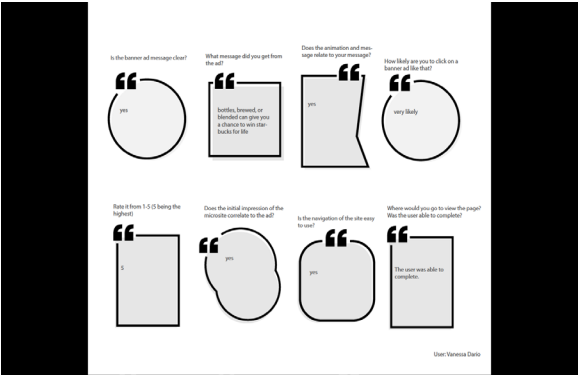 Is the banner ad message clear?
yes
What message did you get from
the ad?
bottles, brewed, or
blended can give you
a chance to win star-
bucks for life
Does the animation and mes-
sage relate to your message?
yes
How likely are you to click on a
banner ad like that?
very likely
Rate it from 1-5 (5 being the
highest)
5
Does the initial impression of the
microsite correlate to the ad?
yes
Is the navigation of the site easy
to use?
yes
Where would you go to view the page?
Was the user able to complete?
The user was able to
complete.
User: Vanessa Dario